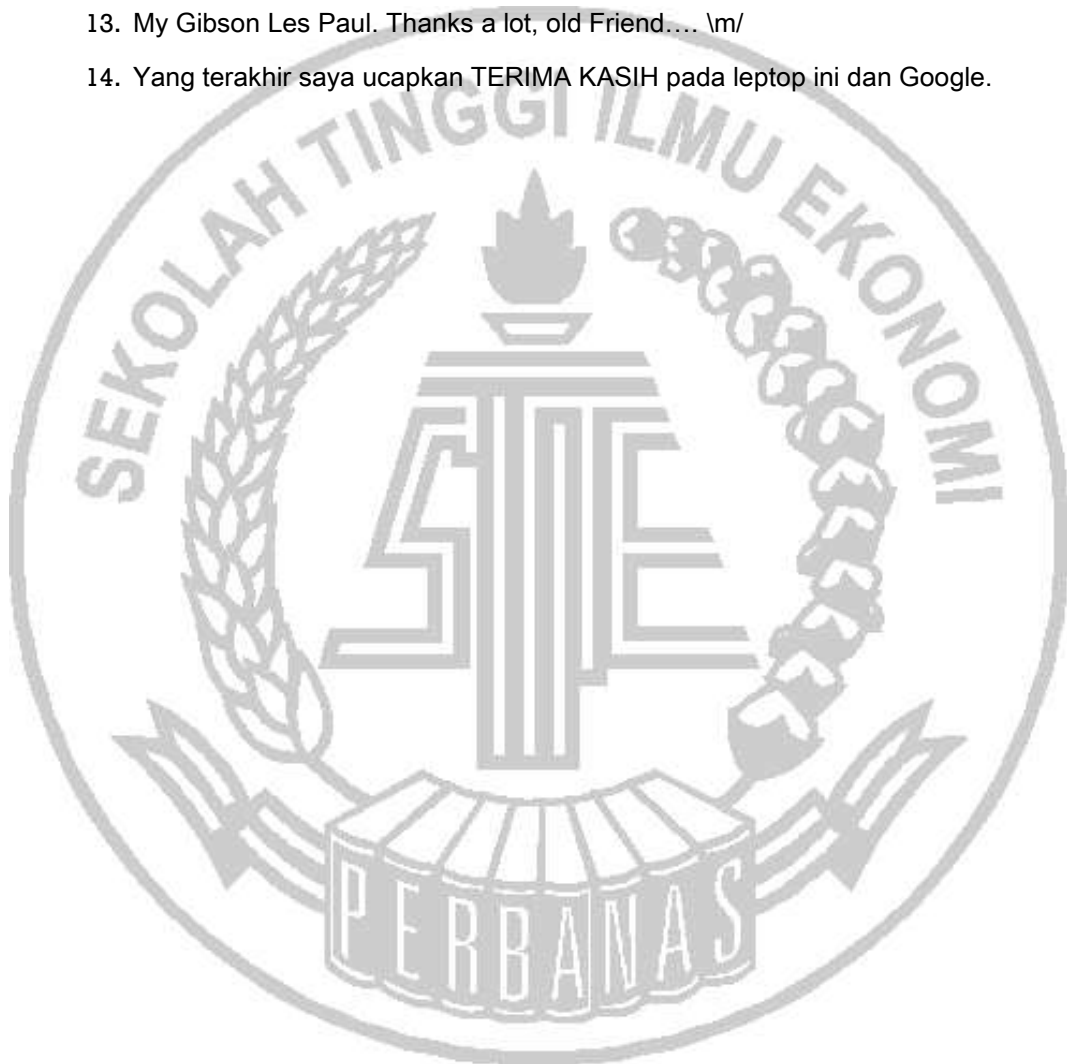 13. My Gibson Les Paul. Thanks a lot, old Friend…. \m/
14. Yang terakhir saya ucapkan TERIMA KASIH pada leptop ini dan Google.
SEKOLAH TINGGI ILMU EKONOMI
STIE
PERBANAS